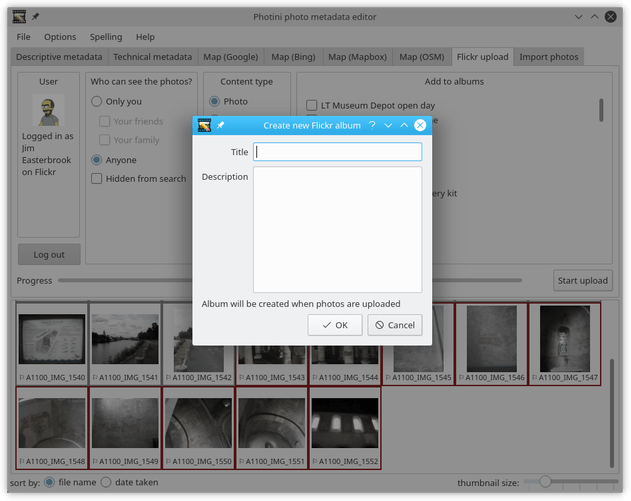 Photini photo metadata editor
File Options Spelling Help
Descriptive metadata Technical metadata Map (Google) Map (Bing) Map (Mapbox) Map (OSM) Flickr upload Import photos
User
Logged in as
Jim
Easterbrook
on Flickr
Log out
Who can see the photos?
Only you
Your friends
Your family
Anyone
Hidden from search
Content type
Photo
Add to albums
LT Museum Depot open day
Create new Flickr album ?
Title
Description
Album will be created when photos are uploaded
OK Cancel
Progress Start upload
A1100_IMG_1540 A1100_IMG_1541 A1100_IMG_1542 A1100_IMG_1543 A1100_IMG_1544 A1100_IMG_1545 A1100_IMG_1546 A1100_IMG_1547
A1100_IMG_1548 A1100_IMG_1549 A1100_IMG_1550 A1100_IMG_1551 A1100_IMG_1552
sort by: file name date taken thumbnail size: